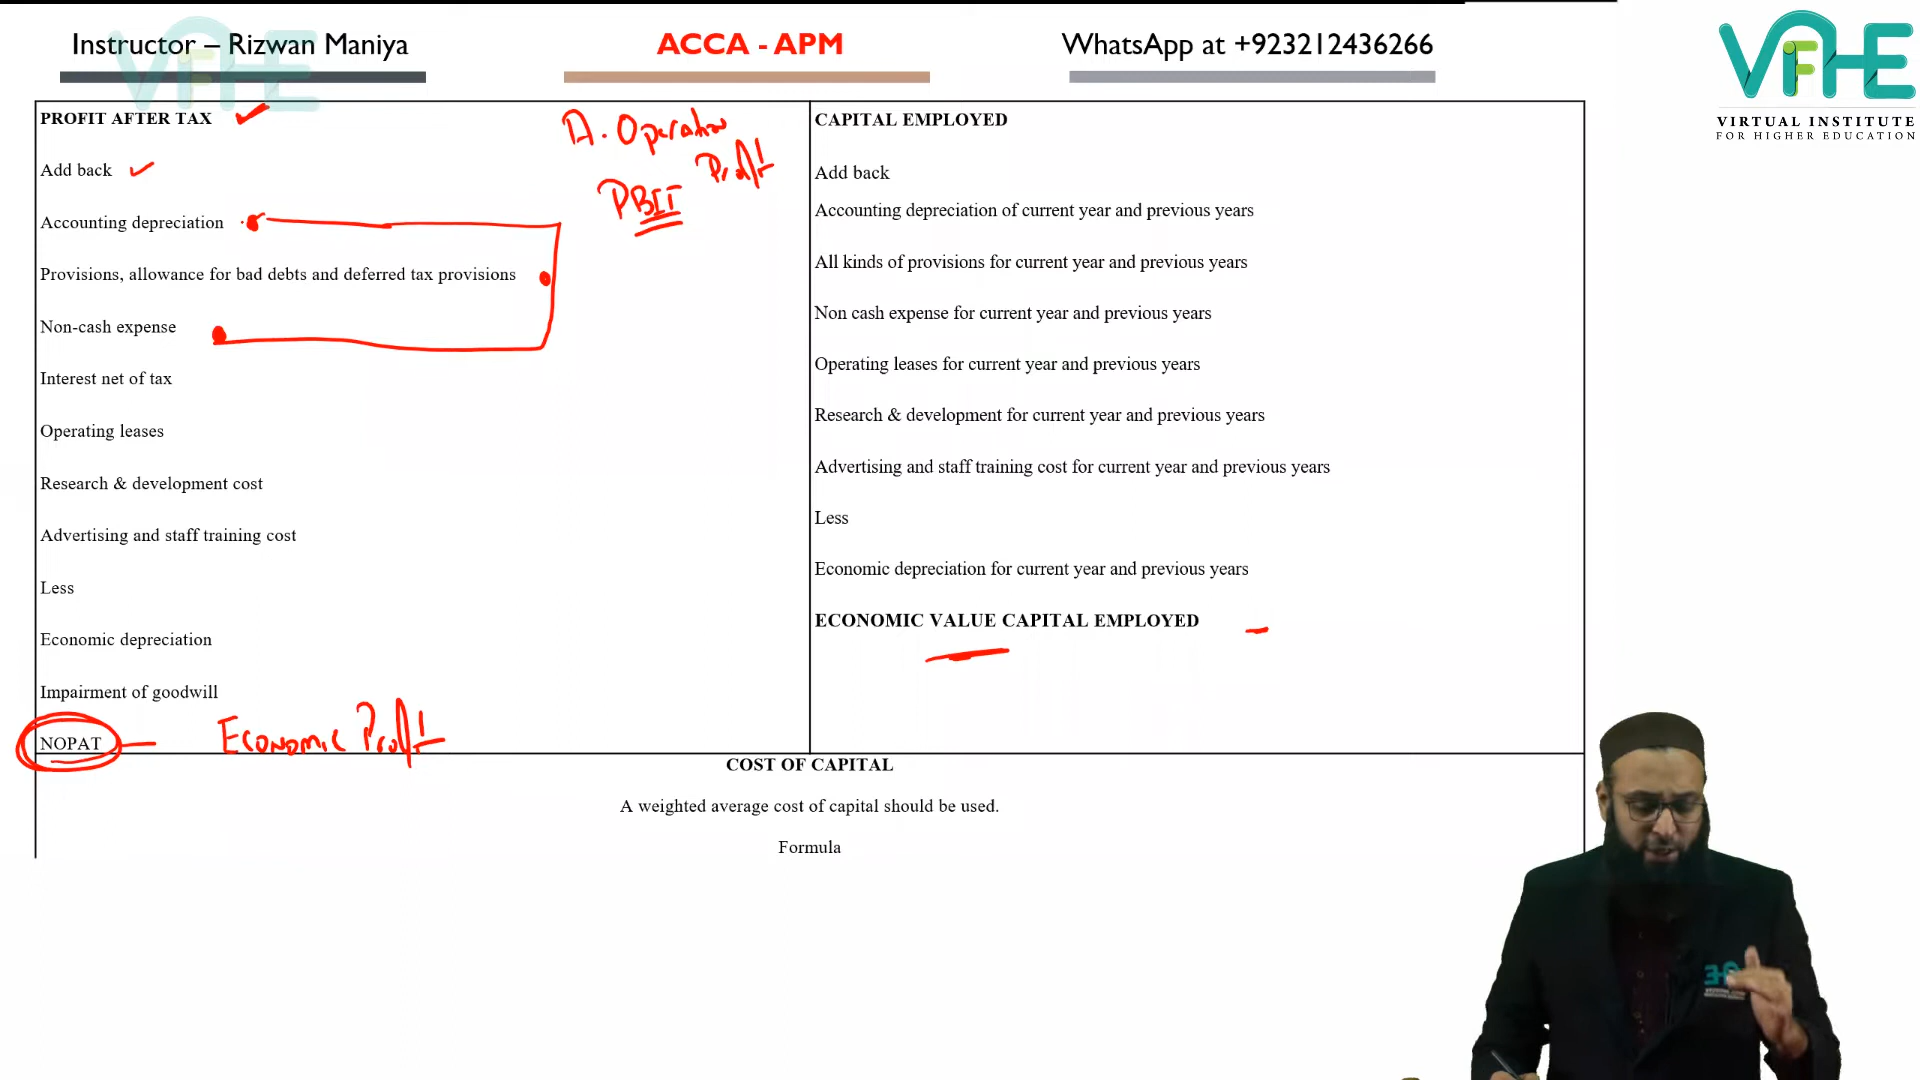 Instructor – Rizwan Maniya
ACCA - APM
WhatsApp at +923212436266
VIFHE
VIRTUAL INSTITUTE
FOR HIGHER EDUCATION
PROFIT AFTER TAX
Add back
Accounting depreciation
Provisions, allowance for bad debts and deferred tax provisions
Non-cash expense
Interest net of tax
Operating leases
Research & development cost
Advertising and staff training cost
Less
Economic depreciation
Impairment of goodwill
NOPAT
Economic Profit
PBIT
Profit
CAPITAL EMPLOYED
Add back
Accounting depreciation of current year and previous years
All kinds of provisions for current year and previous years
Non cash expense for current year and previous years
Operating leases for current year and previous years
Research & development for current year and previous years
Advertising and staff training cost for current year and previous years
Less
Economic depreciation for current year and previous years
ECONOMIC VALUE CAPITAL EMPLOYED
COST OF CAPITAL
A weighted average cost of capital should be used.
Formula